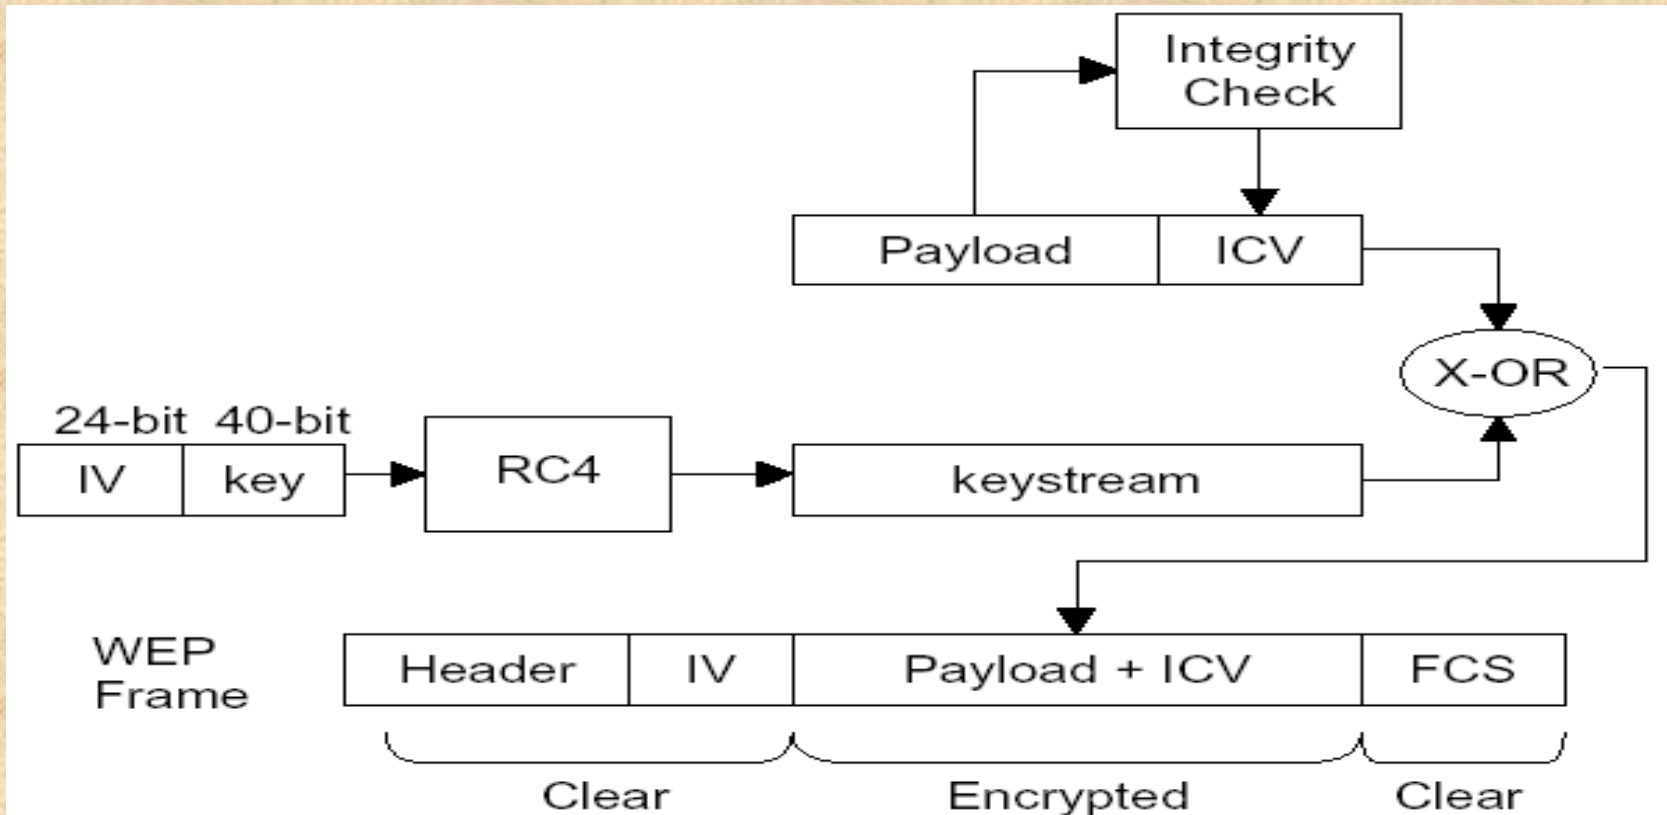 Integrity
Check
Payload ICV
X-OR
24-bit 40-bit
IV key RC4 keystream
WEP
Frame
Header IV Payload + ICV FCS
Clear Encrypted Clear